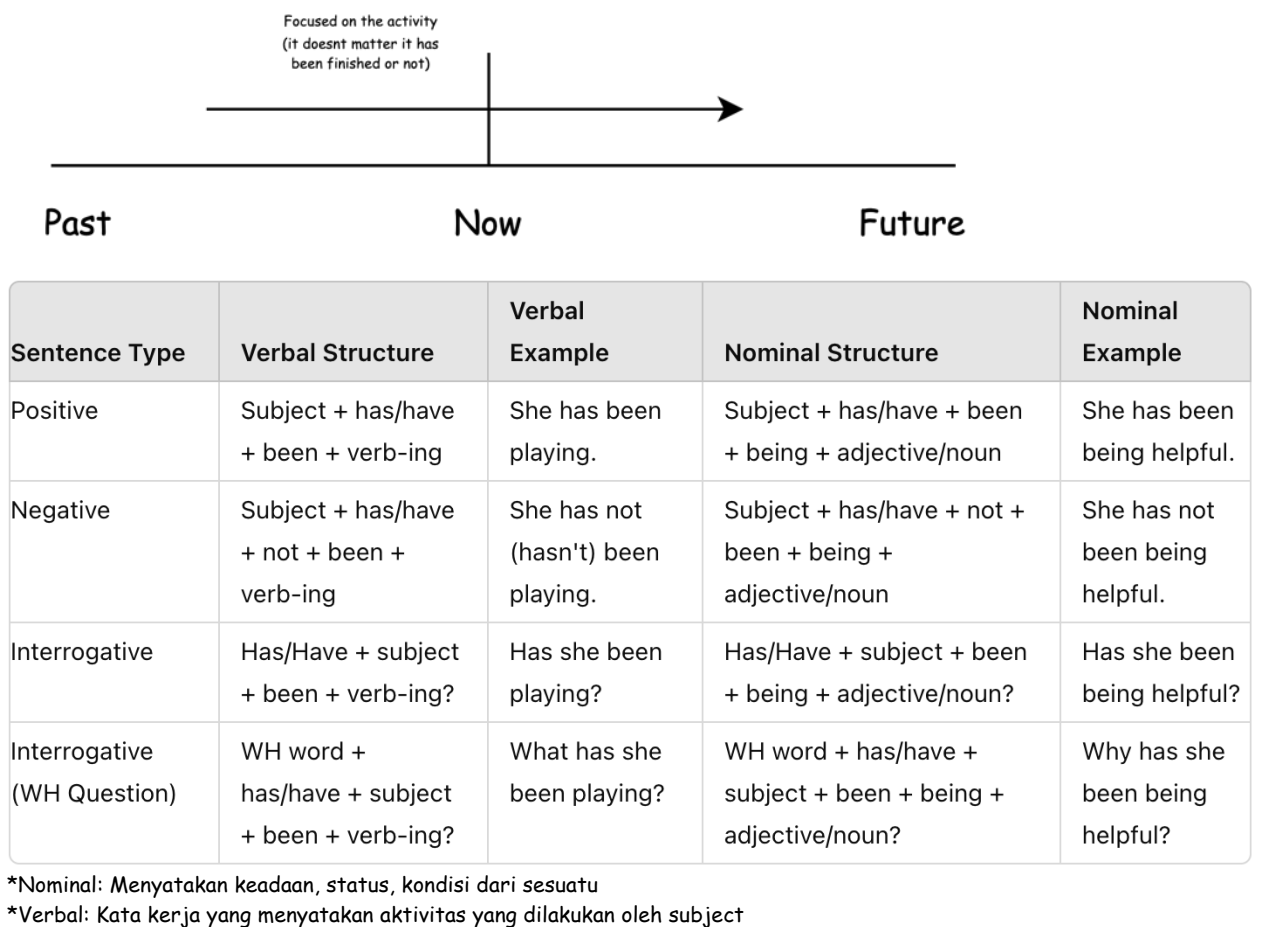 Focused on the activity
(it doesnt matter it has
been finished or not)
Past
Now
Future
Sentence Type
Verbal Structure
Verbal
Example
Nominal Structure
Nominal
Example
Positive
Subject + has/have
+ been + verb-ing
She has been
playing.
Subject + has/have + been
+ being + adjective/noun
She has been
being helpful.
Negative
Subject + has/have
+ not + been +
verb-ing
She has not
(hasn't) been
playing.
Subject + has/have + not +
been + being +
adjective/noun
She has not
been being
helpful.
Interrogative
Has/Have + subject
+ been + verb-ing?
Has she been
playing?
Has/Have + subject + been
+ being + adjective/noun?
Has she been
being helpful?
Interrogative
(WH Question)
WH word +
has/have + subject
+ been + verb-ing?
What has she
been playing?
WH word + has/have +
subject + been + being +
adjective/noun?
Why has she
been being
helpful?
*Nominal: Menyatakan keadaan, status, kondisi dari sesuatu
*Verbal: Kata kerja yang menyatakan aktivitas yang dilakukan oleh subject